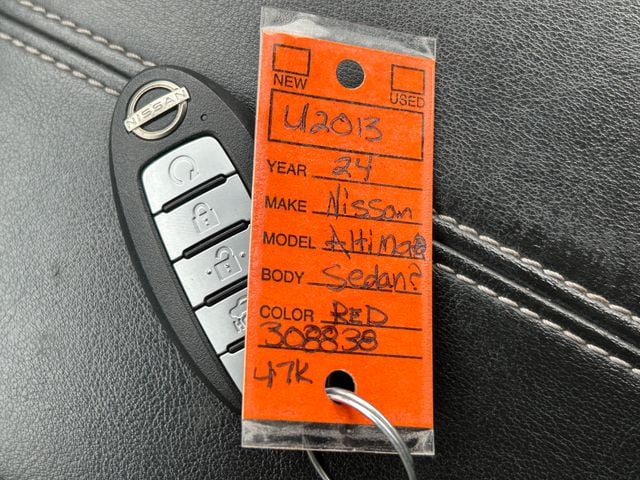 NISSAN
NEW
USED
U2013
YEAR 24
MAKE Nissan
MODEL Altima
BODY Sedan?
COLOR RED
308838
47K